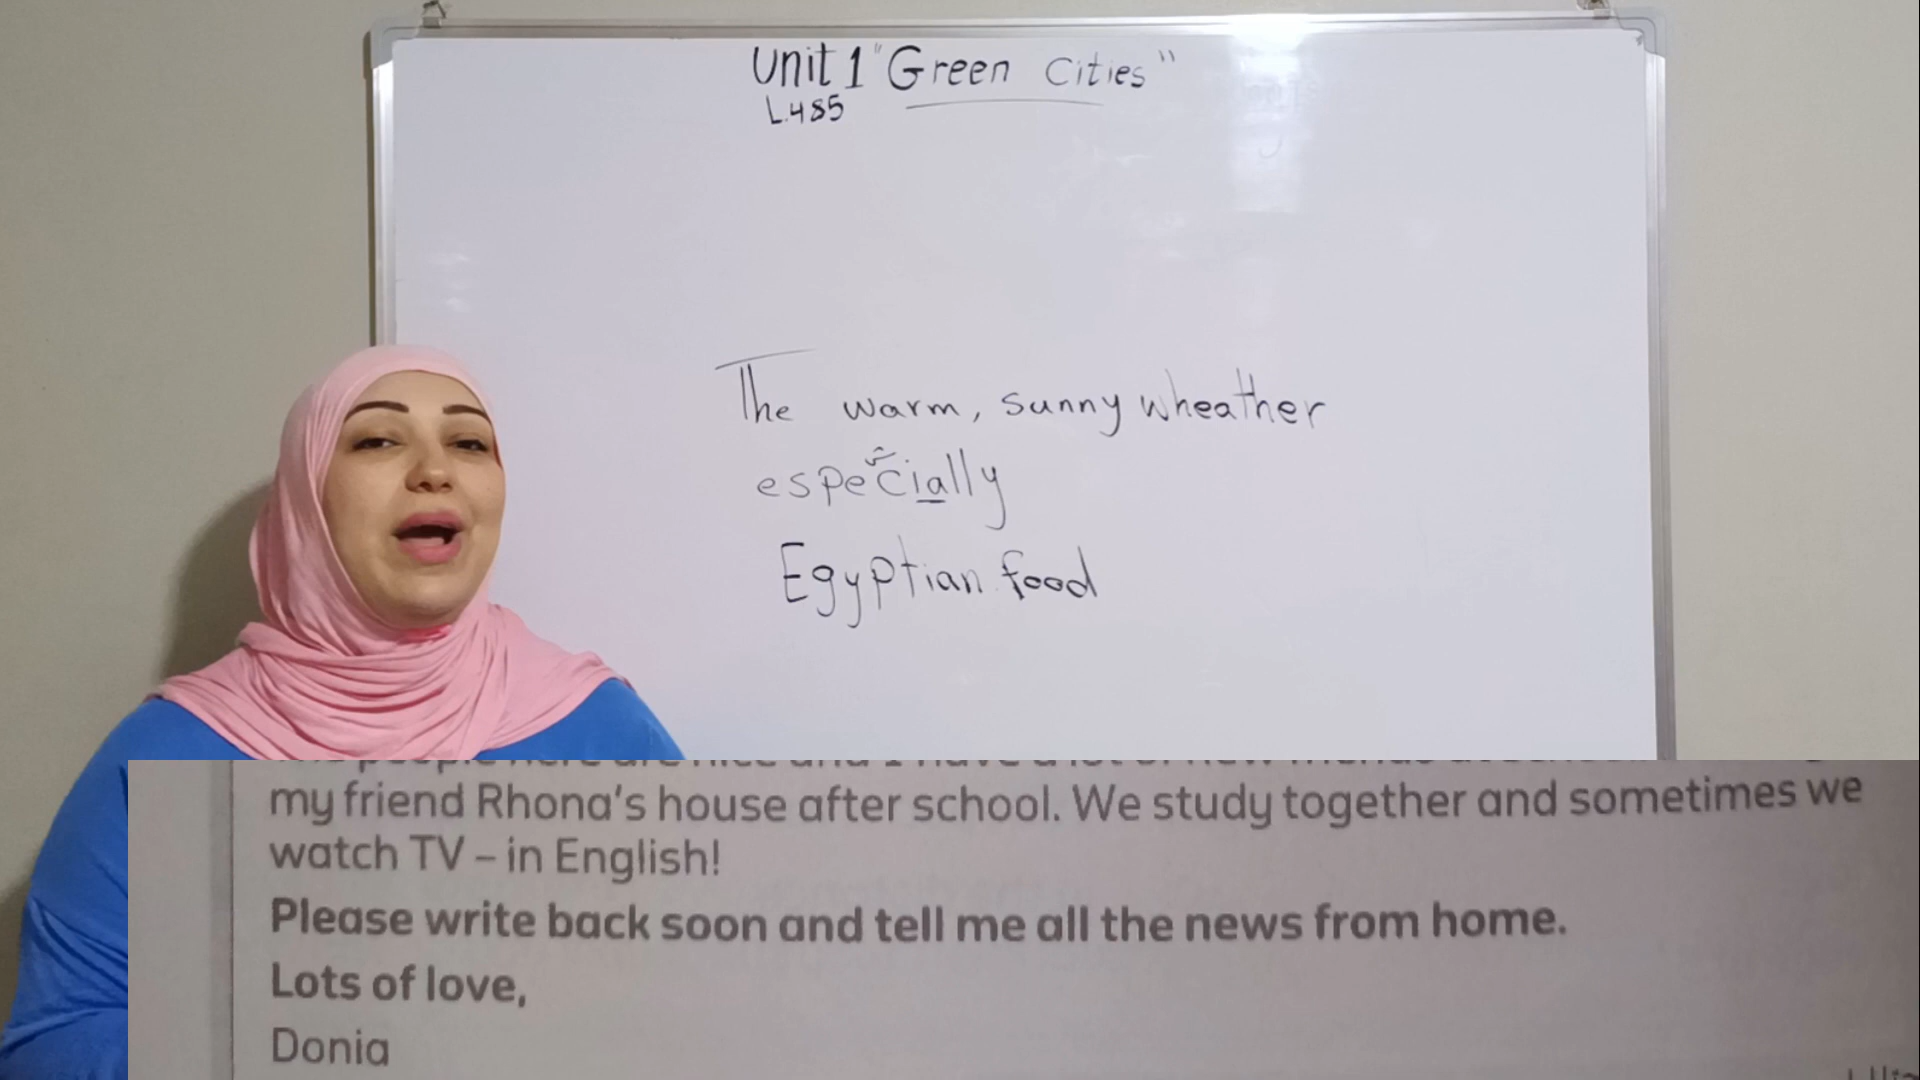 Unit 1 "Green Cities"
L.4&5
The warm, sunny wheather
ش
especially
Egyptian food
my friend Rhona's house after school. We study together and sometimes we
watch TV – in English!
Please write back soon and tell me all the news from home.
Lots of love,
Donia